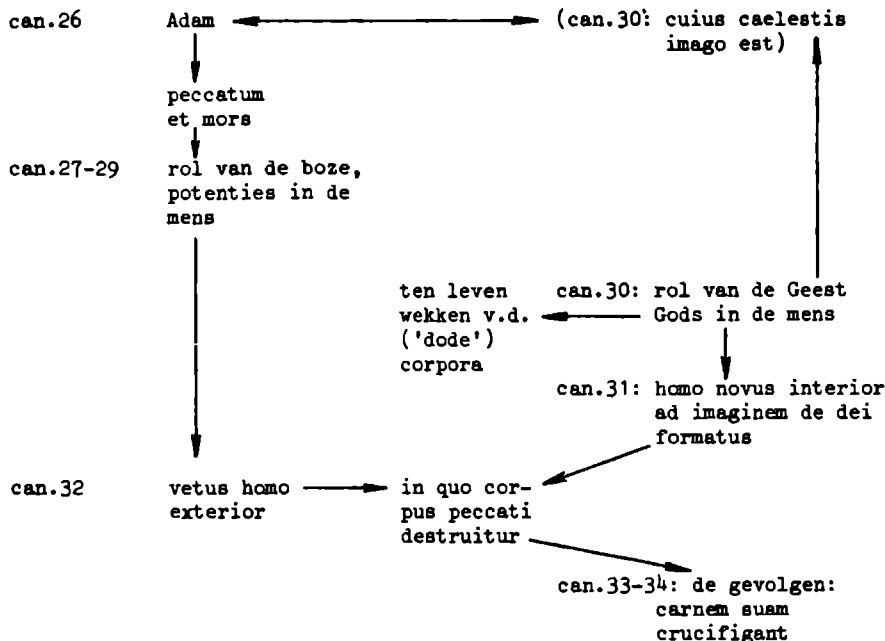 can.26 Adam (can.30: cuius caelestis
imago est)
peccatum
et mors
can.27-29 rol van de boze,
potenties in de
mens
ten leven
wekken v.d.
('dode')
corpora
can.30: rol van de Geest
Gods in de mens
can.31: homo novus interior
ad imaginem de dei
formatus
can.32 vetus homo
exterior
in quo cor-
pus peccati
destruitur
can.33-34: de gevolgen:
carnem suam
crucifigant